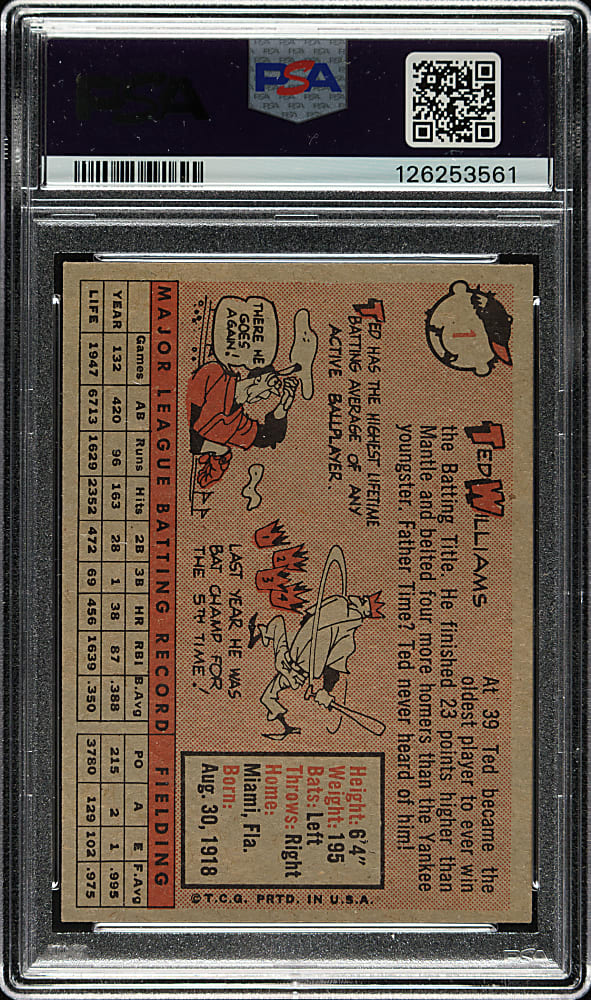 PSA
PSA
126253561
1
TED WILLIAMS
At 39 Ted became the
oldest player to ever win
the Batting Title. He finished 23 points higher than
Mantle and belted four more homers than the Yankee
youngster. Father Time? Ted never heard of him!
TED HAS THE HIGHEST LIFETIME
BATTING AVERAGE OF ANY
ACTIVE BALLPLAYER.
THERE HE
GOES
AGAIN!
1
2
3
4
LAST YEAR HE WAS
BAT CHAMP FOR
THE 5TH TIME!
Height: 6'4"
Weight: 195
Bats: Left
Throws: Right
Home:
Miami, Fla.
Born:
Aug. 30, 1918
MAJOR LEAGUE BATTING RECORD FIELDING
Games AB Runs Hits 2B 3B HR RBI B.Avg PO A E F.Avg
YEAR 132 420 96 163 28 1 38 87 .388 215 2 1 .995
LIFE 1947 6713 1629 2352 472 69 456 1639 .350 3780 129 102 .975
©T.C.G. PRTD. IN U.S.A.
PSA